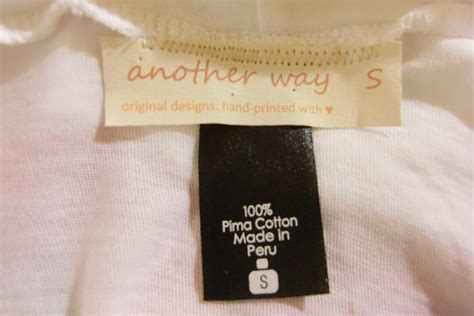 another way S
original designs, hand-printed with ♥
100%
Pima Cotton
Made in
Peru
S